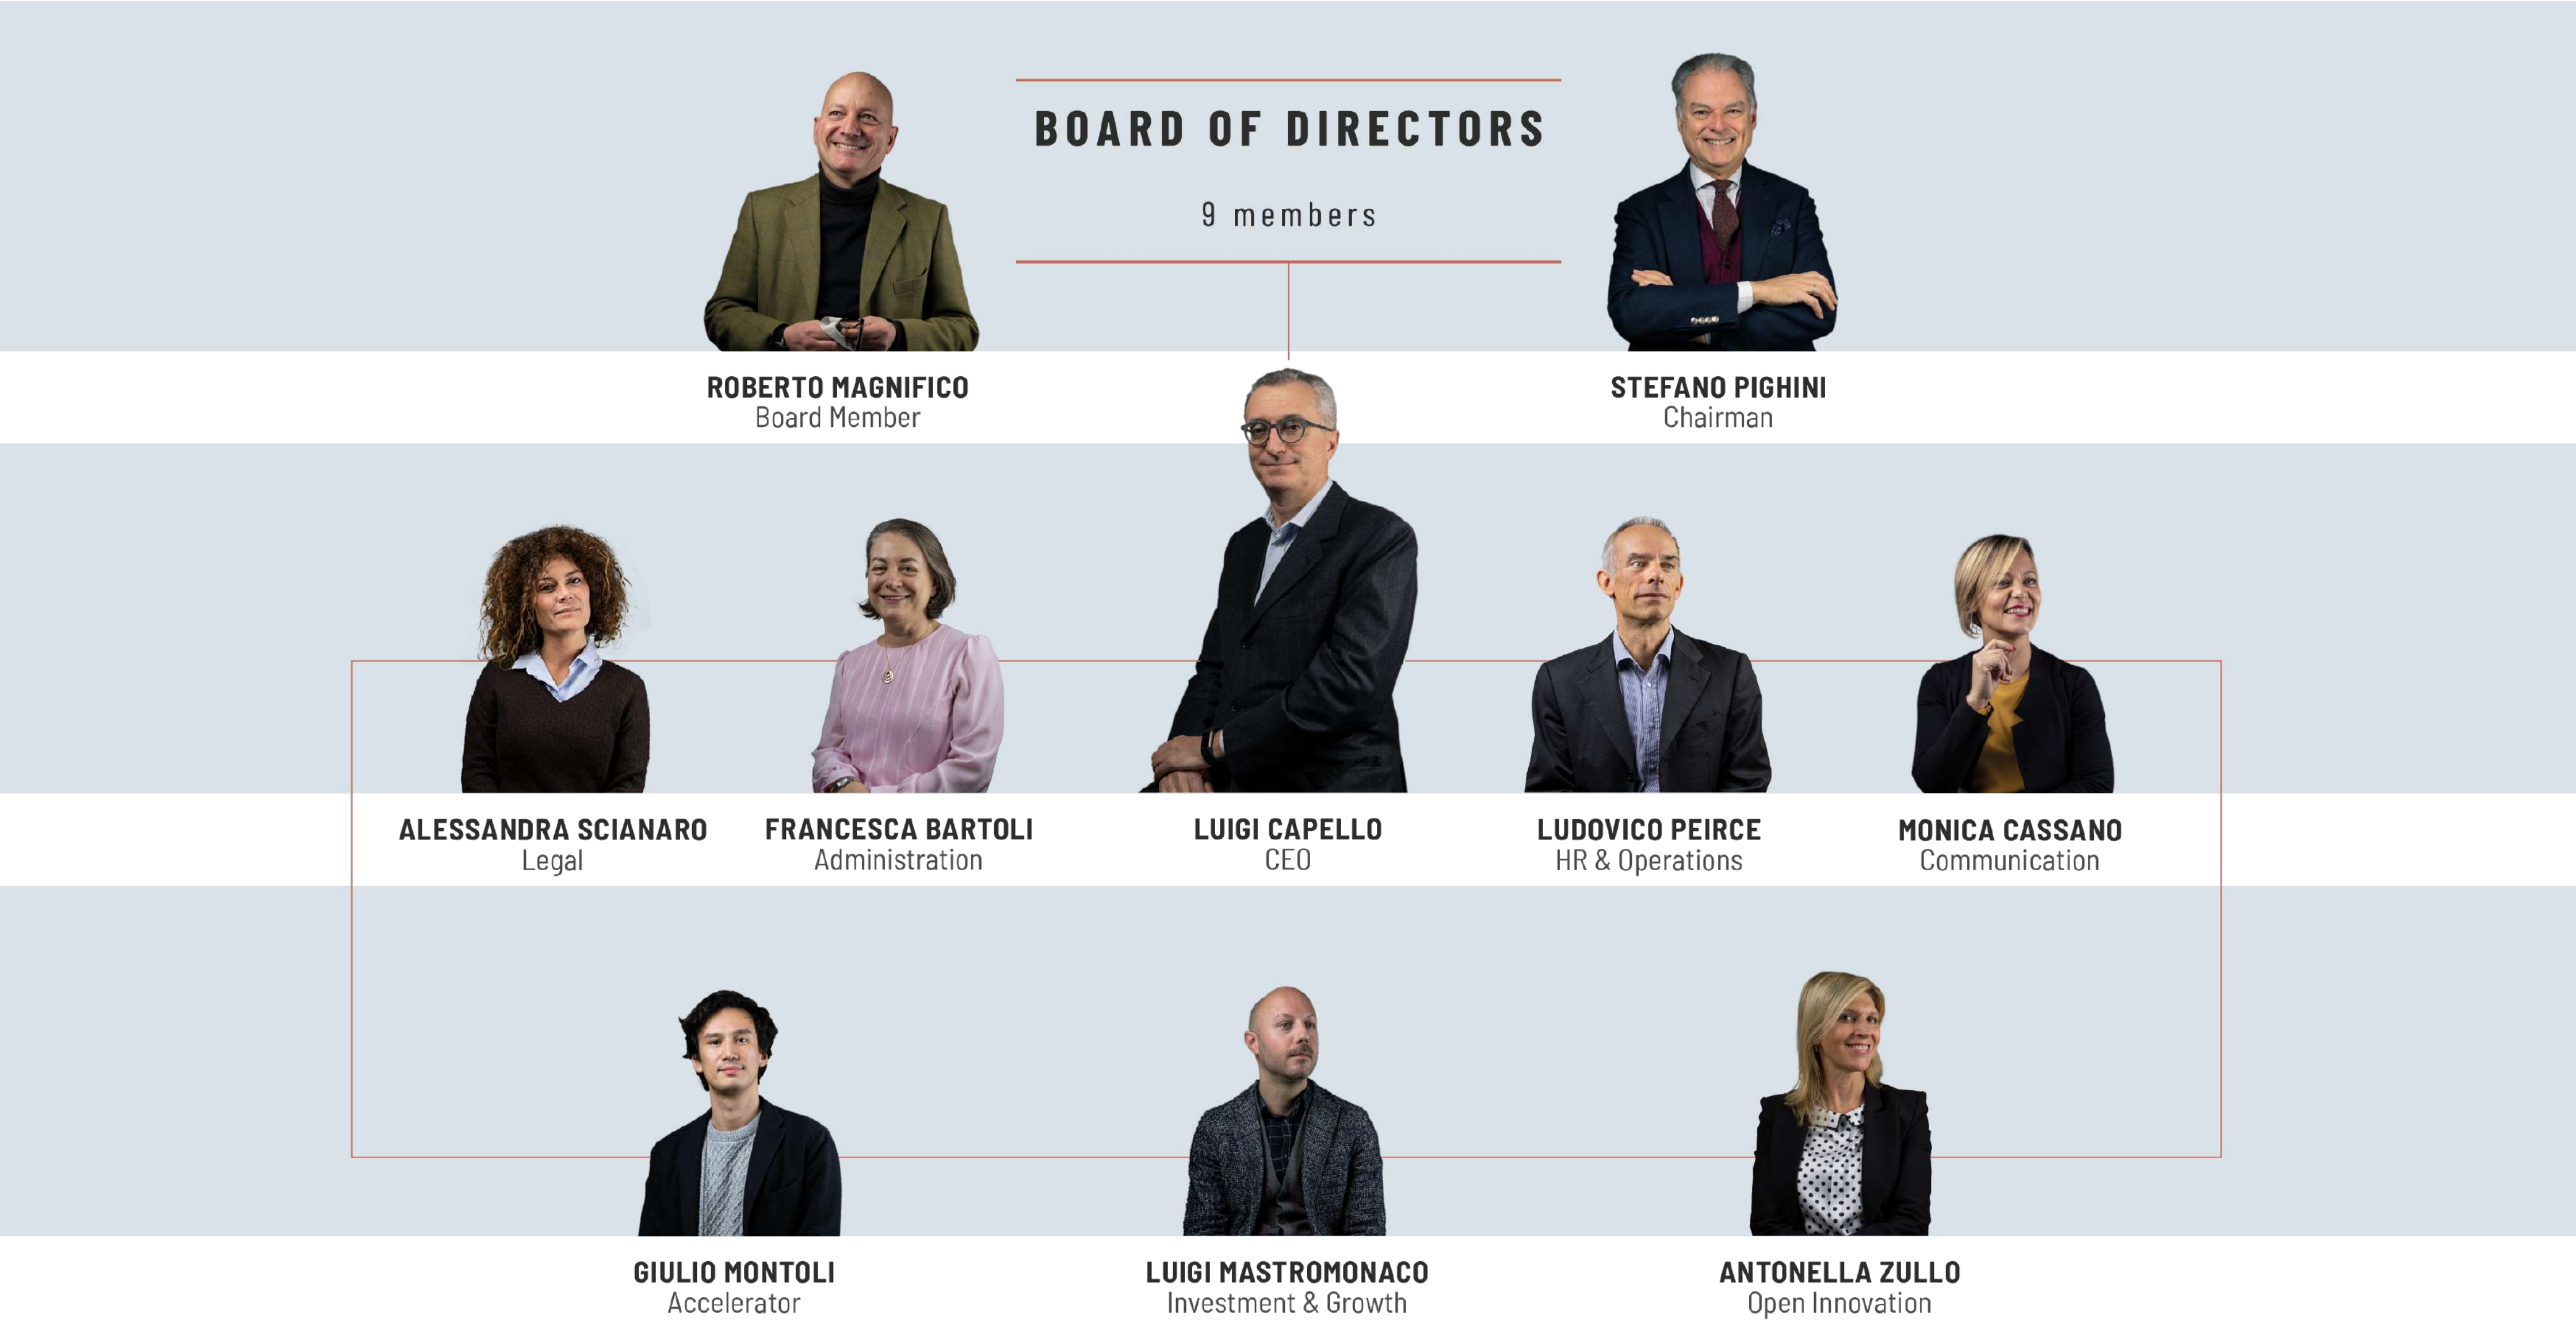 BOARD OF DIRECTORS
9 members
ROBERTO MAGNIFICO
Board Member
STEFANO PIGHINI
Chairman
ALESSANDRA SCIANARO
Legal
FRANCESCA BARTOLI
Administration
LUIGI CAPELLO
CEO
LUDOVICO PEIRCE
HR & Operations
MONICA CASSANO
Communication
GIULIO MONTOLI
Accelerator
LUIGI MASTROMONACO
Investment & Growth
ANTONELLA ZULLO
Open Innovation